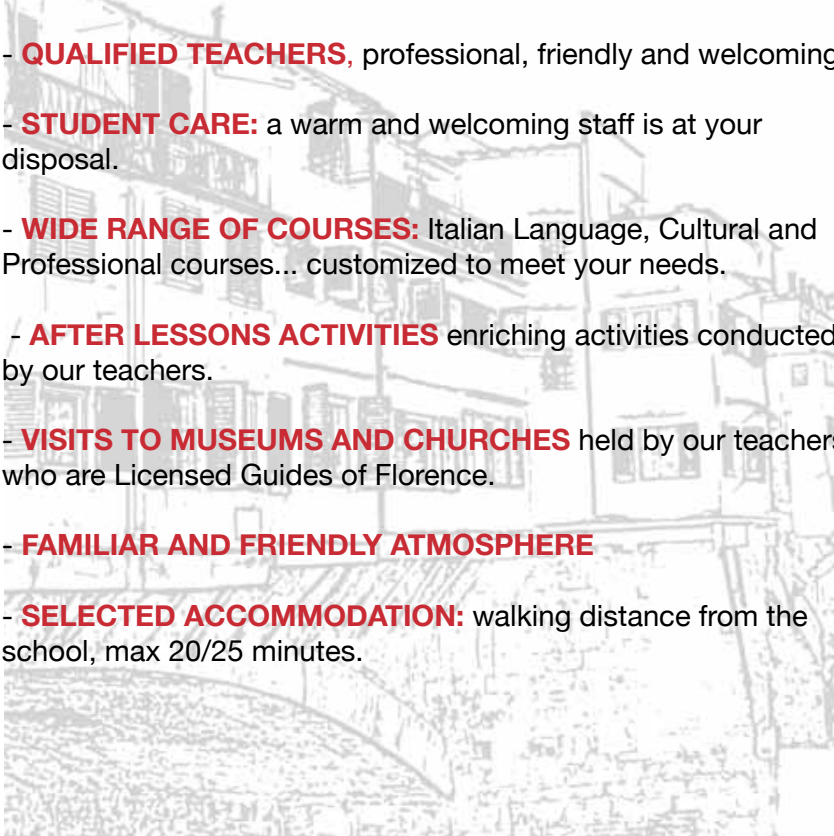 - QUALIFIED TEACHERS, professional, friendly and welcoming
- STUDENT CARE: a warm and welcoming staff is at your
disposal.
- WIDE RANGE OF COURSES: Italian Language, Cultural and
Professional courses... customized to meet your needs.
- AFTER LESSONS ACTIVITIES enriching activities conducted
by our teachers.
- VISITS TO MUSEUMS AND CHURCHES held by our teachers
who are Licensed Guides of Florence.
- FAMILIAR AND FRIENDLY ATMOSPHERE
- SELECTED ACCOMMODATION: walking distance from the
school, max 20/25 minutes.